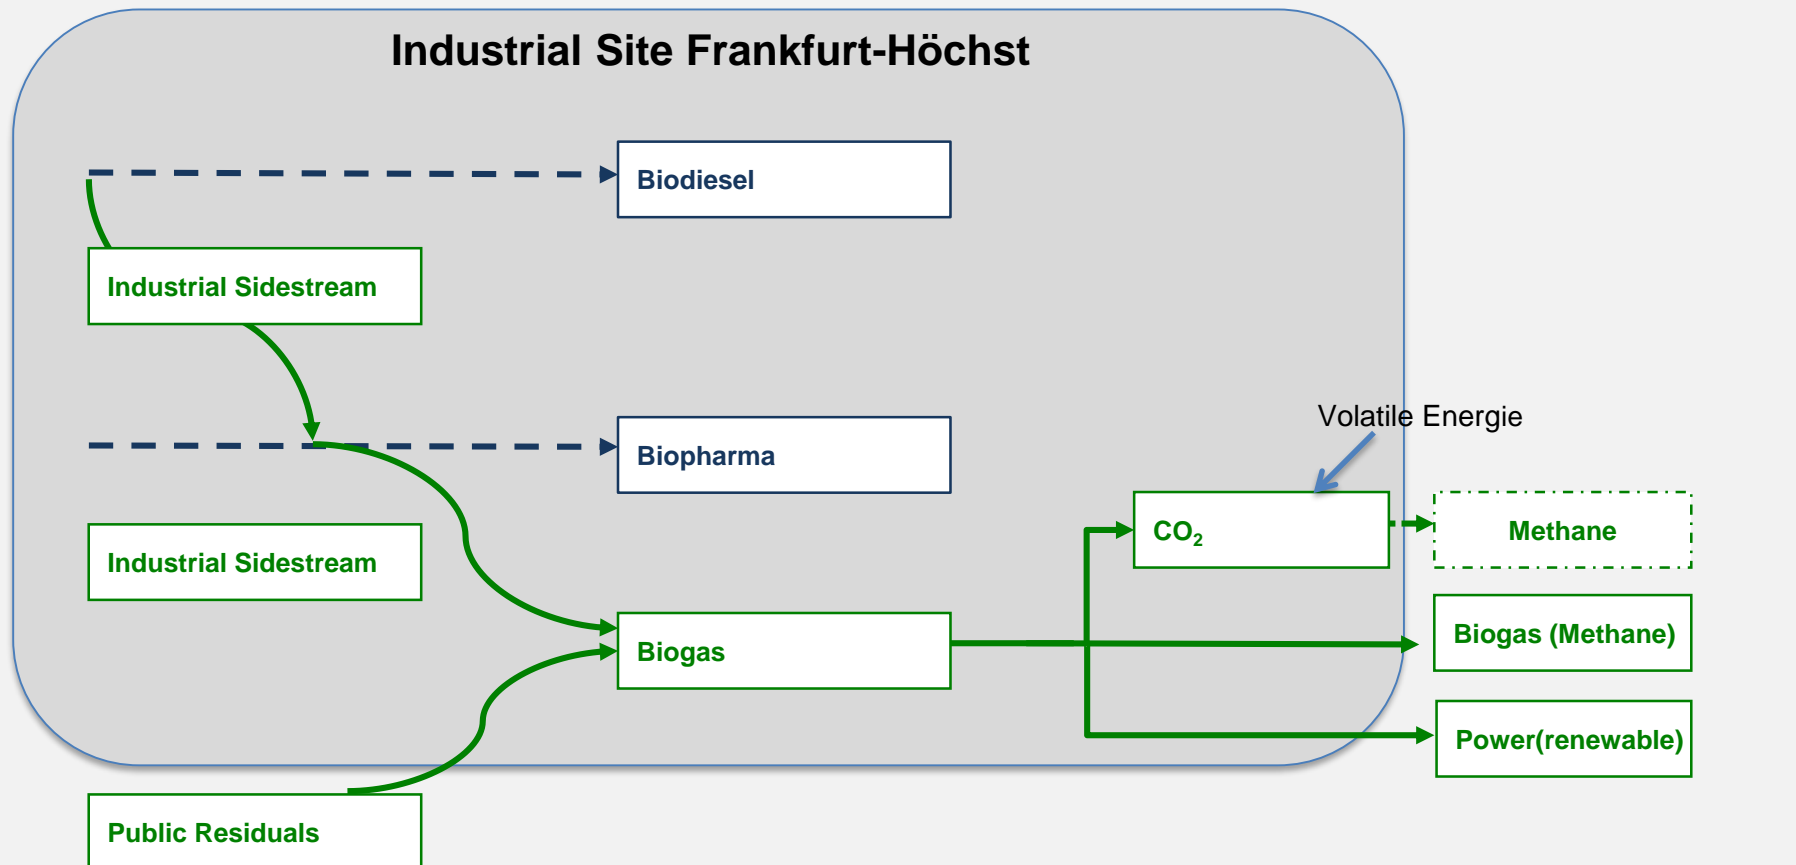 Industrial Site Frankfurt-Höchst
Biodiesel
Industrial Sidestream
Volatile Energie
Biopharma
CO₂
Methane
Industrial Sidestream
Biogas (Methane)
Biogas
Power(renewable)
Public Residuals